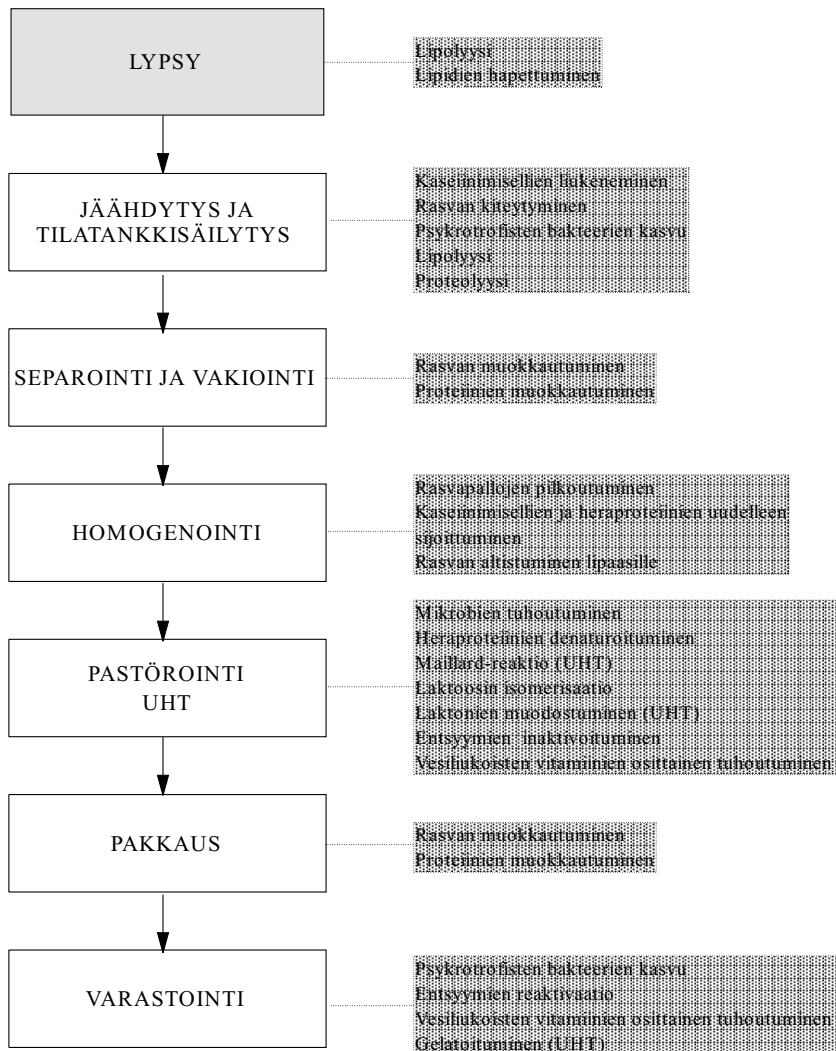 LYPSY
Lipolyysi
Lipidien hapettuminen
JÄÄHDYTYS JA
TILATANKKISÄILYTYS
Kaseiinimisellien liukeneminen
Rasvan kiteytyminen
Psykrotrofisten bakteerien kasvu
Lipolyysi
Proteolyysi
SEPAROINTI JA VAKIOINTI
Rasvan muokkautuminen
Proteiinien muokkautuminen
HOMOGENOINTI
Rasvapallojen pilkoutuminen
Kaseiinimisellien ja heraproteiinien uudelleen
sijoittuminen
Rasvan altistuminen lipaasille
PASTÖROINTI
UHT
Mikrobien tuhoutuminen
Heraproteiinien denaturoituminen
Maillard-reaktio (UHT)
Laktoosin isomerisaatio
Laktonien muodostuminen (UHT)
Entsyymien inaktivoituminen
Vesiliukoisten vitamiinien osittainen tuhoutuminen
PAKKAUS
Rasvan muokkautuminen
Proteiinien muokkautuminen
VARASTOINTI
Psykrotrofisten bakteerien kasvu
Entsyymien reaktivaatio
Vesiliukoisten vitamiinien osittainen tuhoutuminen
Gelatoituminen (UHT)